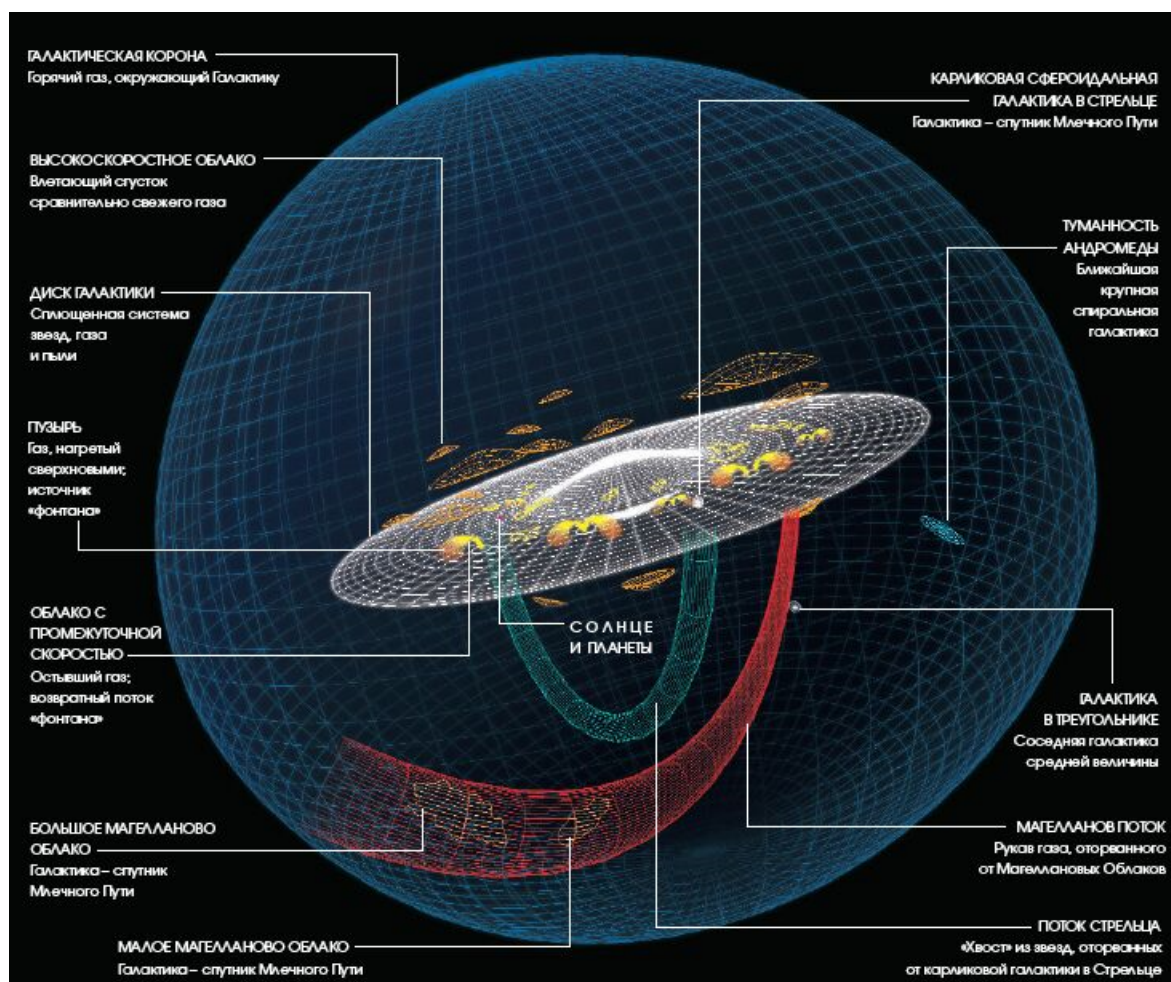 ГАЛАКТИЧЕСКАЯ КОРОНА
Горячий газ, окружающий Галактику
ВЫСОКОСКОРОСТНОЕ ОБЛАКО
Влетающий сгусток
сравнительно свежего газа
ДИСК ГАЛАКТИКИ
Сплющенная система
звезд, газа
и пыли
ПУЗЫРЬ
Газ, нагретый
сверхновыми;
источник
«фонтана»
ОБЛАКО С
ПРОМЕЖУТОЧНОЙ
СКОРОСТЬЮ
Остывший газ;
возвратный поток
«фонтана»
БОЛЬШОЕ МАГЕЛЛАНОВО
ОБЛАКО
Галактика – спутник
Млечного Пути
МАЛОЕ МАГЕЛЛАНОВО ОБЛАКО
Галактика – спутник Млечного Пути
СОЛНЦЕ
И ПЛАНЕТЫ
КАРЛИКОВАЯ СФЕРОИДАЛЬНАЯ
ГАЛАКТИКА В СТРЕЛЬЦЕ
Галактика – спутник Млечного Пути
ТУМАННОСТЬ
АНДРОМЕДЫ
Ближайшая
крупная
спиральная
галактика
ГАЛАКТИКА
В ТРЕУГОЛЬНИКЕ
Соседняя галактика
средней величины
МАГЕЛЛАНОВ ПОТОК
Рукав газа, оторванного
от Магеллановых Облаков
ПОТОК СТРЕЛЬЦА
«Хвост» из звезд, оторванных
от карликовой галактики в Стрельце